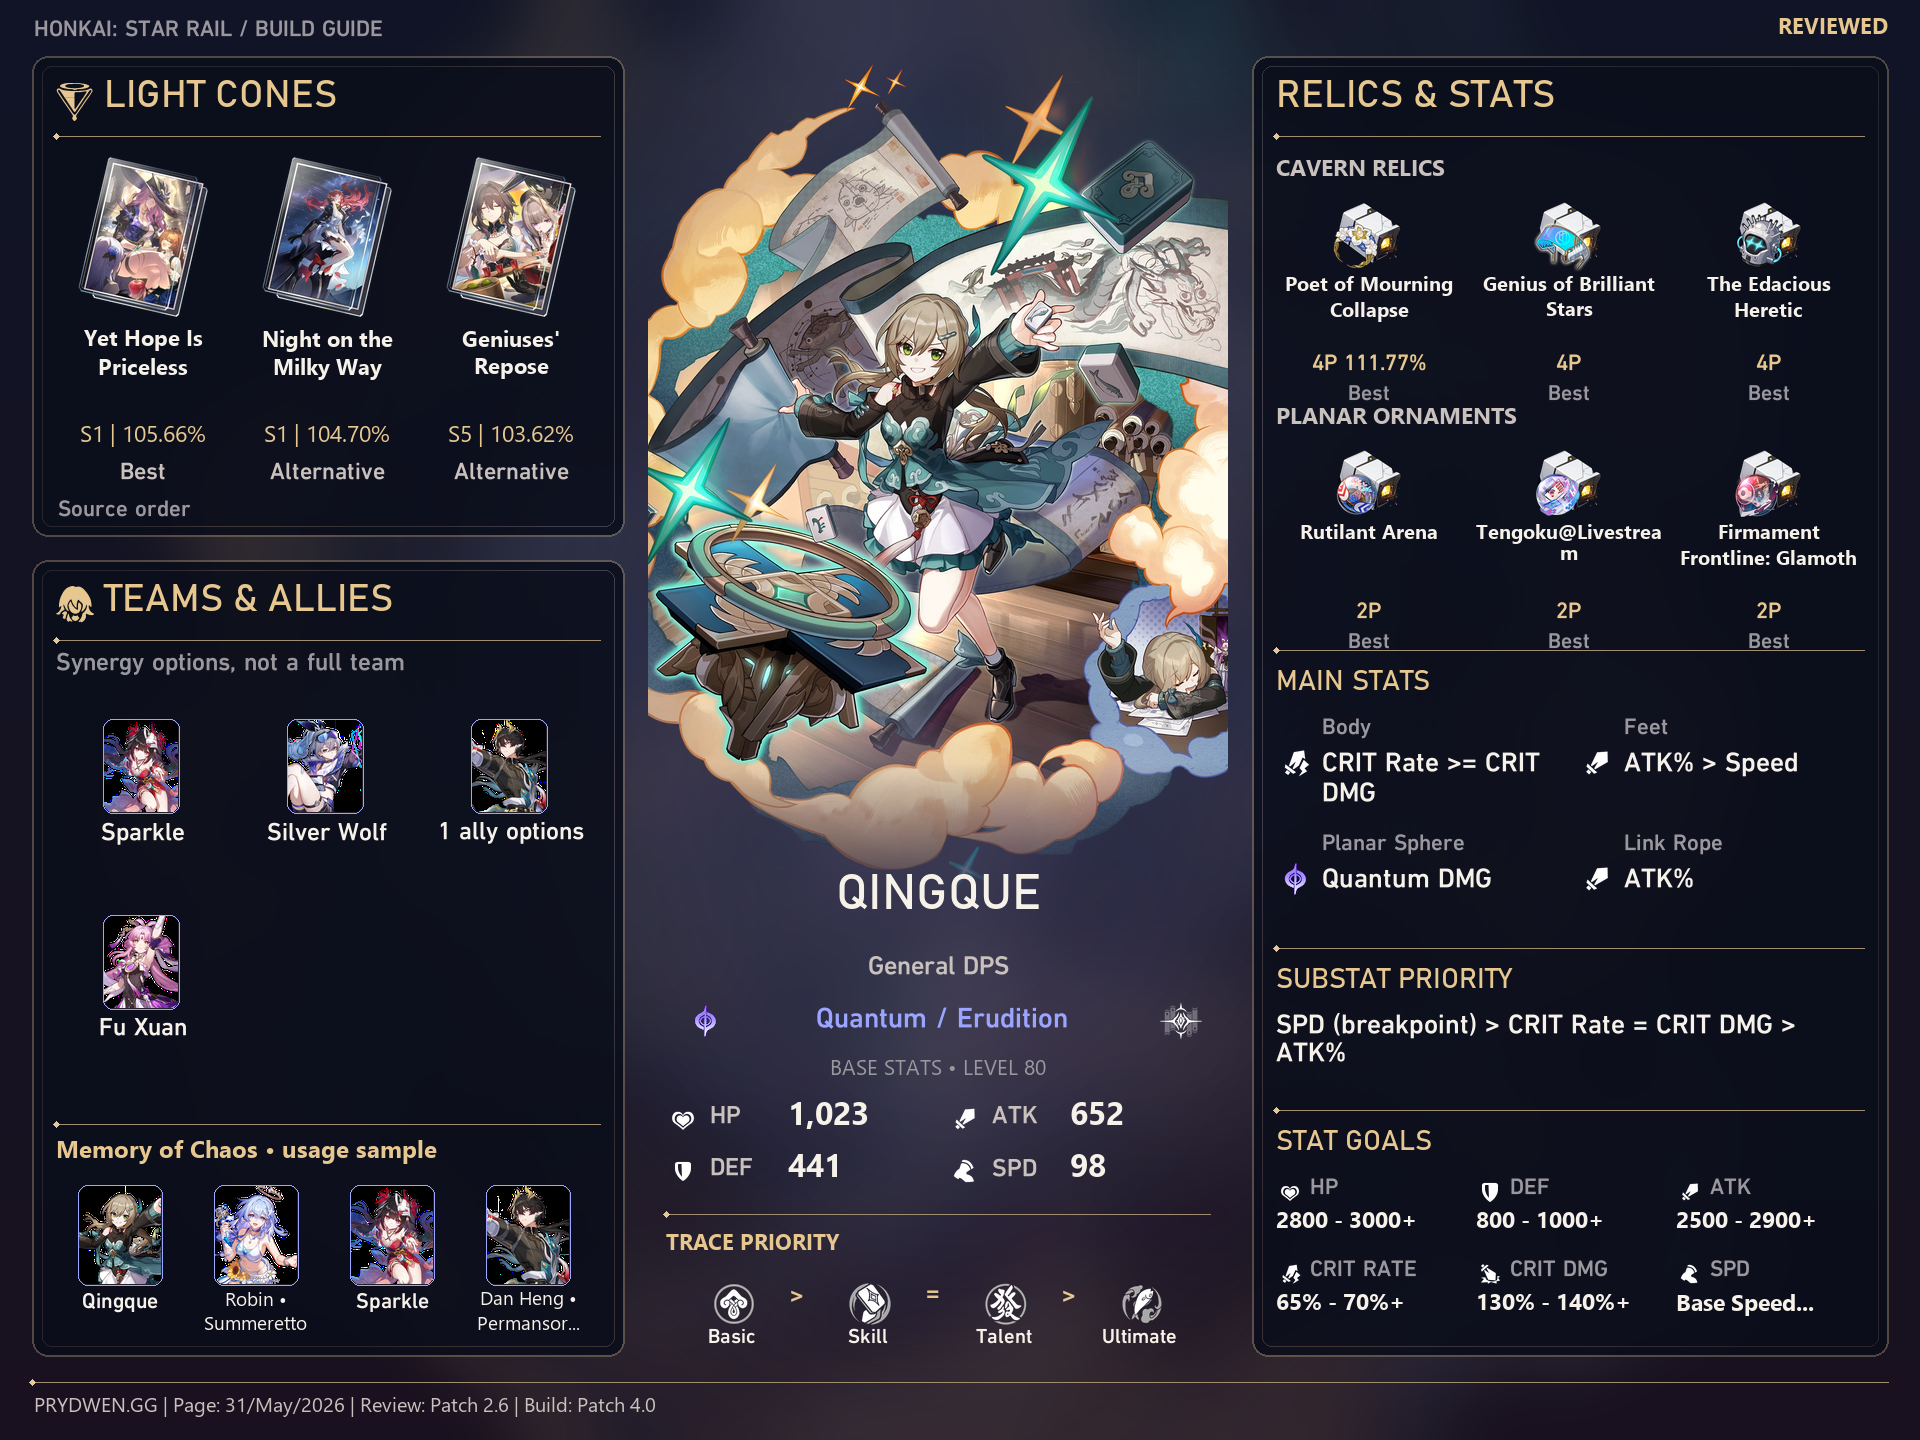 HONKAI: STAR RAIL / BUILD GUIDE
REVIEWED
LIGHT CONES
Yet Hope Is
Priceless
S1 | 105.66%
Best
Night on the
Milky Way
S1 | 104.70%
Alternative
Geniuses'
Repose
S5 | 103.62%
Alternative
Source order
TEAMS & ALLIES
Synergy options, not a full team
Sparkle
Silver Wolf
1 ally options
Fu Xuan
Memory of Chaos • usage sample
Qingque
Robin •
Summeretto
Sparkle
Dan Heng •
Permansor...
QINGQUE
General DPS
Quantum / Erudition
BASE STATS • LEVEL 80
HP 1,023
ATK 652
DEF 441
SPD 98
TRACE PRIORITY
Basic > Skill = Talent > Ultimate
RELICS & STATS
CAVERN RELICS
Poet of Mourning
Collapse
4P 111.77%
Best
Genius of Brilliant
Stars
4P
Best
The Edacious
Heretic
4P
Best
PLANAR ORNAMENTS
Rutilant Arena
2P
Best
Tengoku@Livestrea
m
2P
Best
Firmament
Frontline: Glamoth
2P
Best
MAIN STATS
Body
CRIT Rate >= CRIT
DMG
Feet
ATK% > Speed
Planar Sphere
Quantum DMG
Link Rope
ATK%
SUBSTAT PRIORITY
SPD (breakpoint) > CRIT Rate = CRIT DMG >
ATK%
STAT GOALS
HP
2800 - 3000+
DEF
800 - 1000+
ATK
2500 - 2900+
CRIT RATE
65% - 70%+
CRIT DMG
130% - 140%+
SPD
Base Speed...
PRYDWEN.GG | Page: 31/May/2026 | Review: Patch 2.6 | Build: Patch 4.0